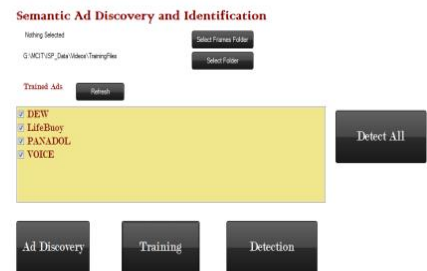 Semantic Ad Discovery and Identification
Nothing Selected
Select Frames Folder
G:\MCIT\ISP_Data\Videos\TrainingFiles
Select Folder
Trained Ads
Refresh
DEW
LifeBuoy
PANADOL
VOICE
Detect All
Ad Discovery
Training
Detection